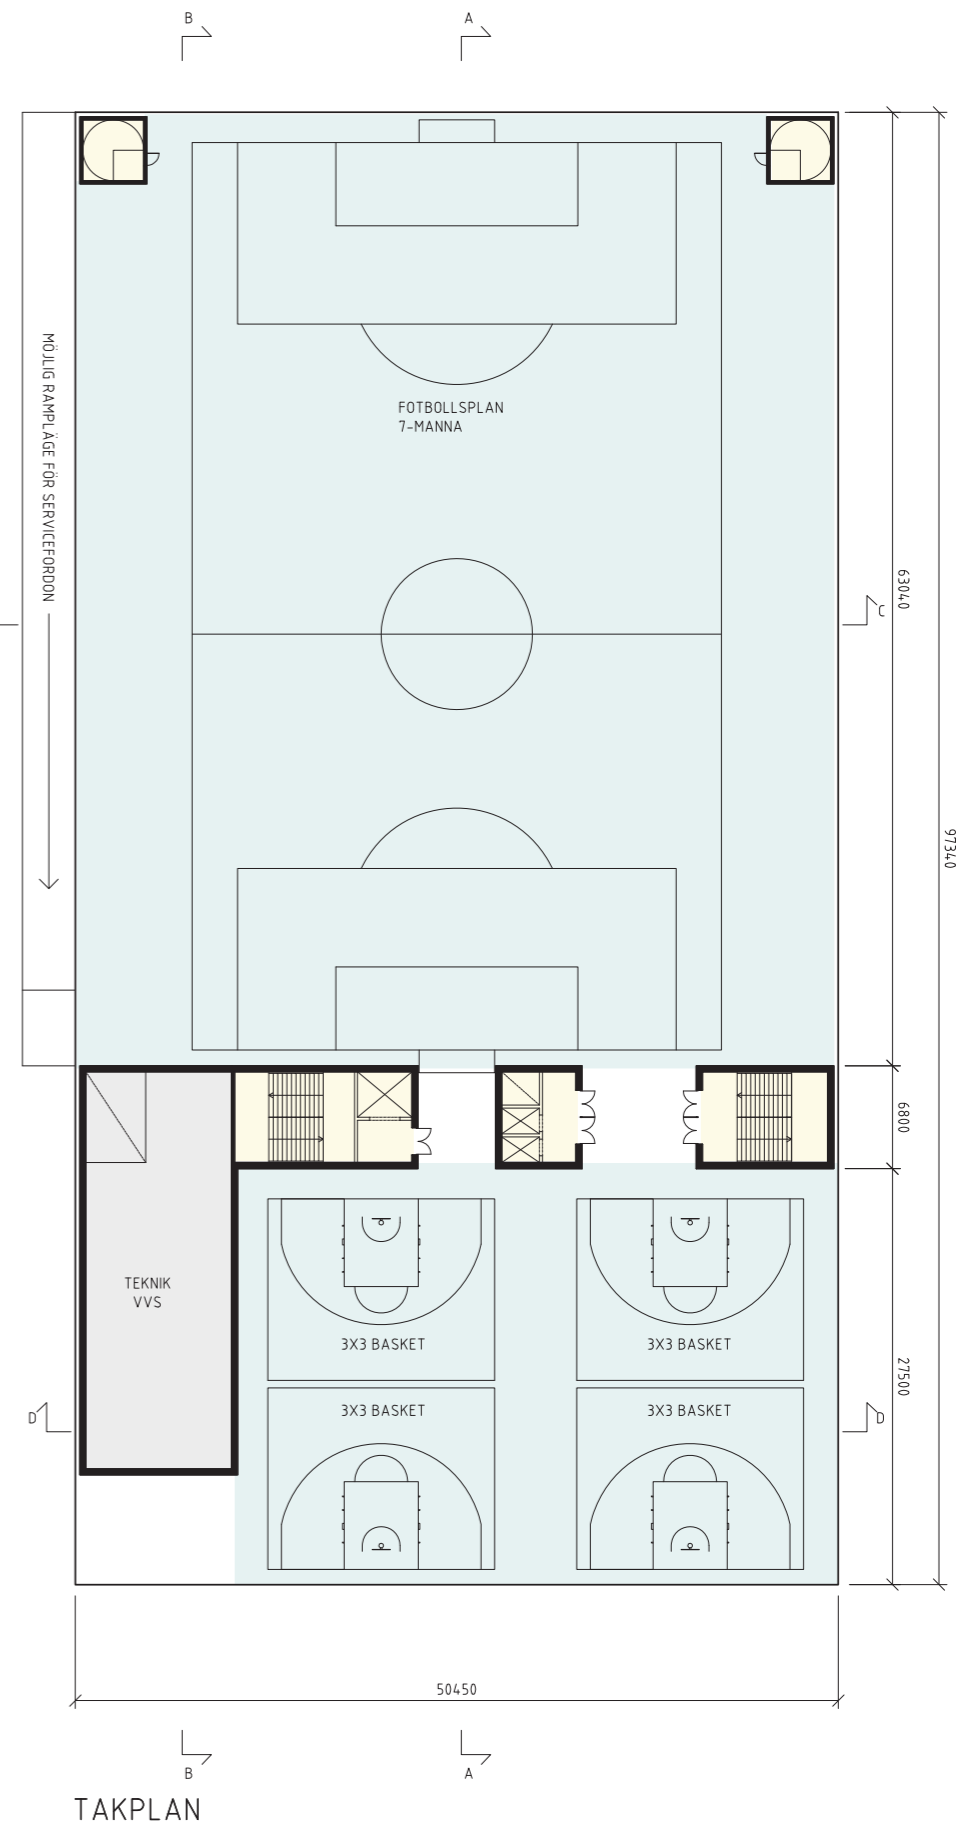 B
A
MÖJLIG RAMPLÄGE FÖR SERVICEFORDON
FOTBOLLSPLAN
7-MANNA
63040
C
97340
6800
TEKNIK
VVS
3X3 BASKET
3X3 BASKET
27500
3X3 BASKET
3X3 BASKET
D
D
50450
B
A
TAKPLAN